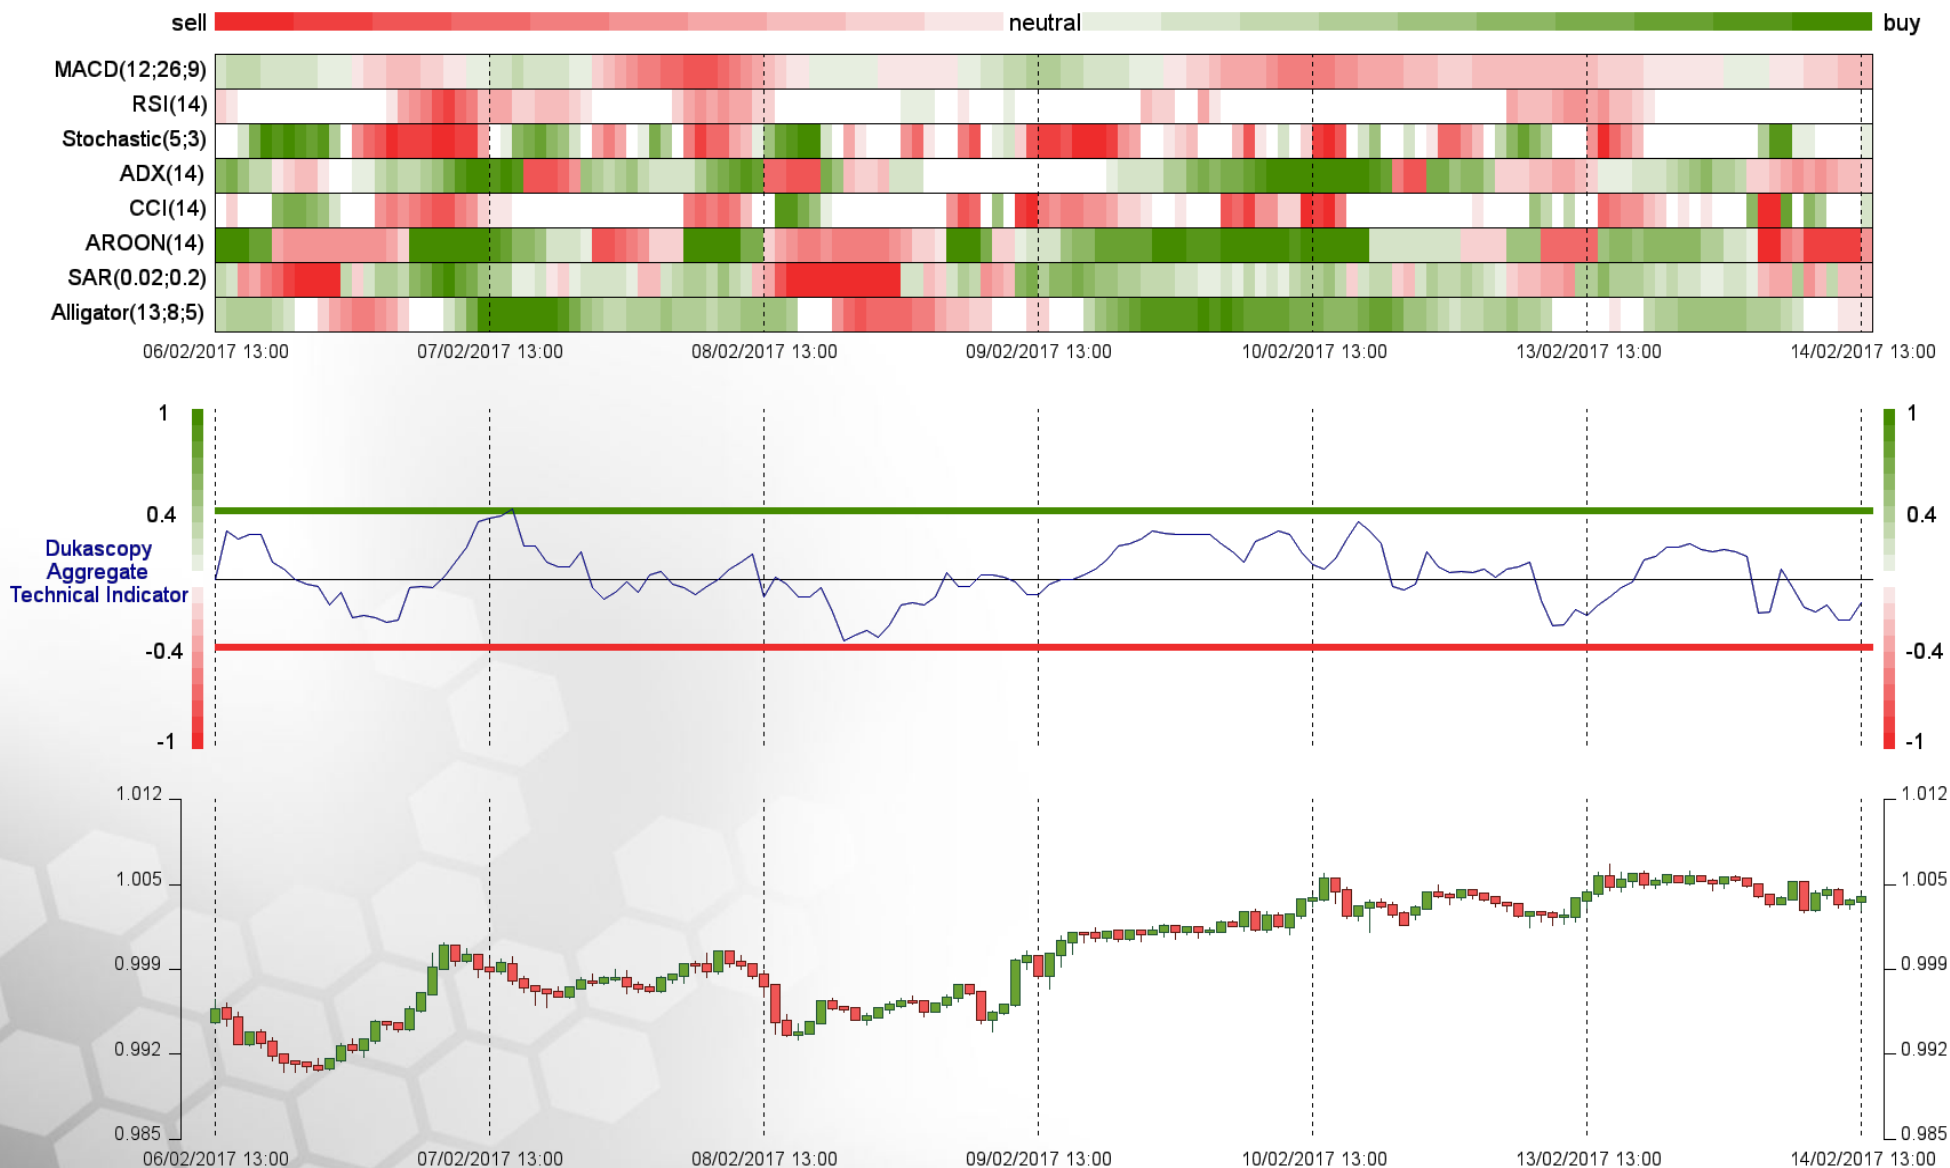 sell neutral buy
MACD(12;26;9)
RSI(14)
Stochastic(5;3)
ADX(14)
CCI(14)
AROON(14)
SAR(0.02;0.2)
Alligator(13;8;5)
06/02/2017 13:00 07/02/2017 13:00 08/02/2017 13:00 09/02/2017 13:00 10/02/2017 13:00 13/02/2017 13:00 14/02/2017 13:00
1 1
0.4 0.4
Dukascopy
Aggregate
Technical Indicator
-0.4 -0.4
-1 -1
1.012 1.012
1.005 1.005
0.999 0.999
0.992 0.992
0.985 0.985
06/02/2017 13:00 07/02/2017 13:00 08/02/2017 13:00 09/02/2017 13:00 10/02/2017 13:00 13/02/2017 13:00 14/02/2017 13:00